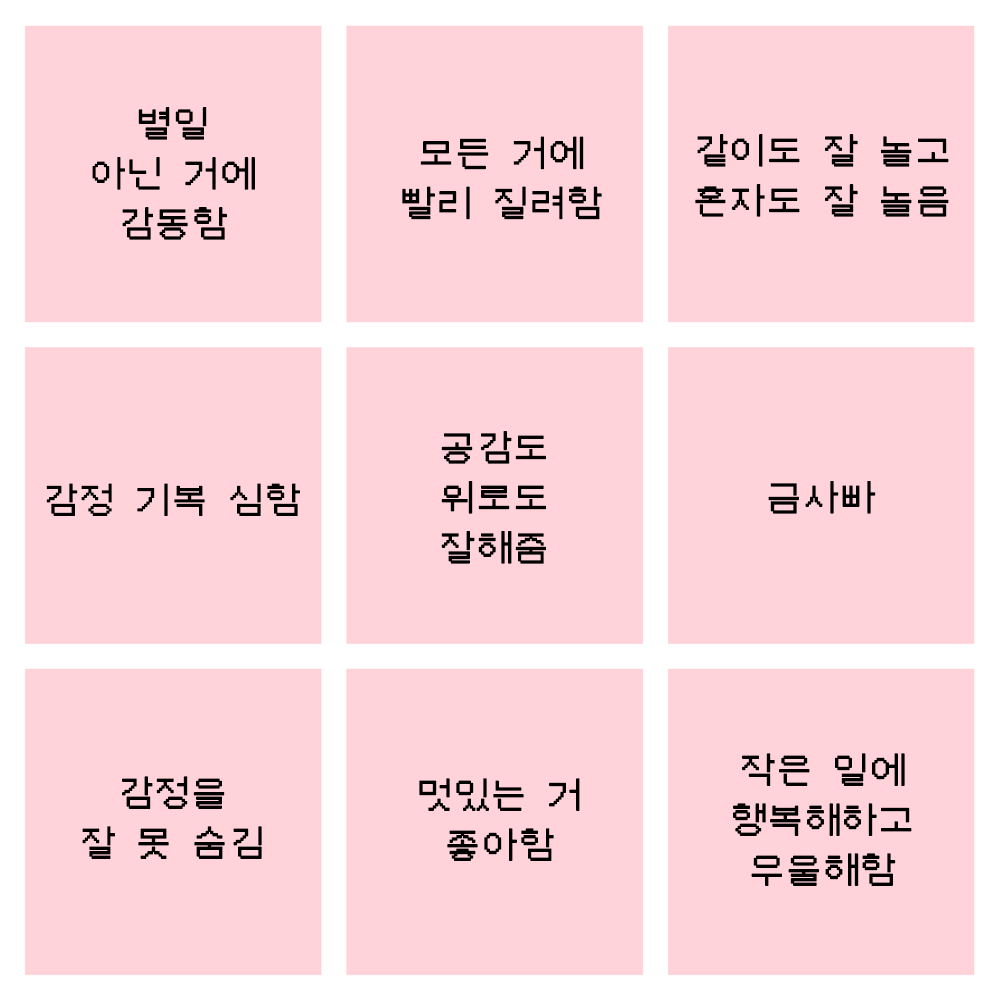 별일
아닌 거에
감동함
모든 거에
빨리 질려함
같이도 잘 놀고
혼자도 잘 놀음
감정 기복 심함
공감도
위로도
잘해줌
금사빠
감정을
잘 못 숨김
멋있는 거
좋아함
작은 일에
행복해하고
우울해함